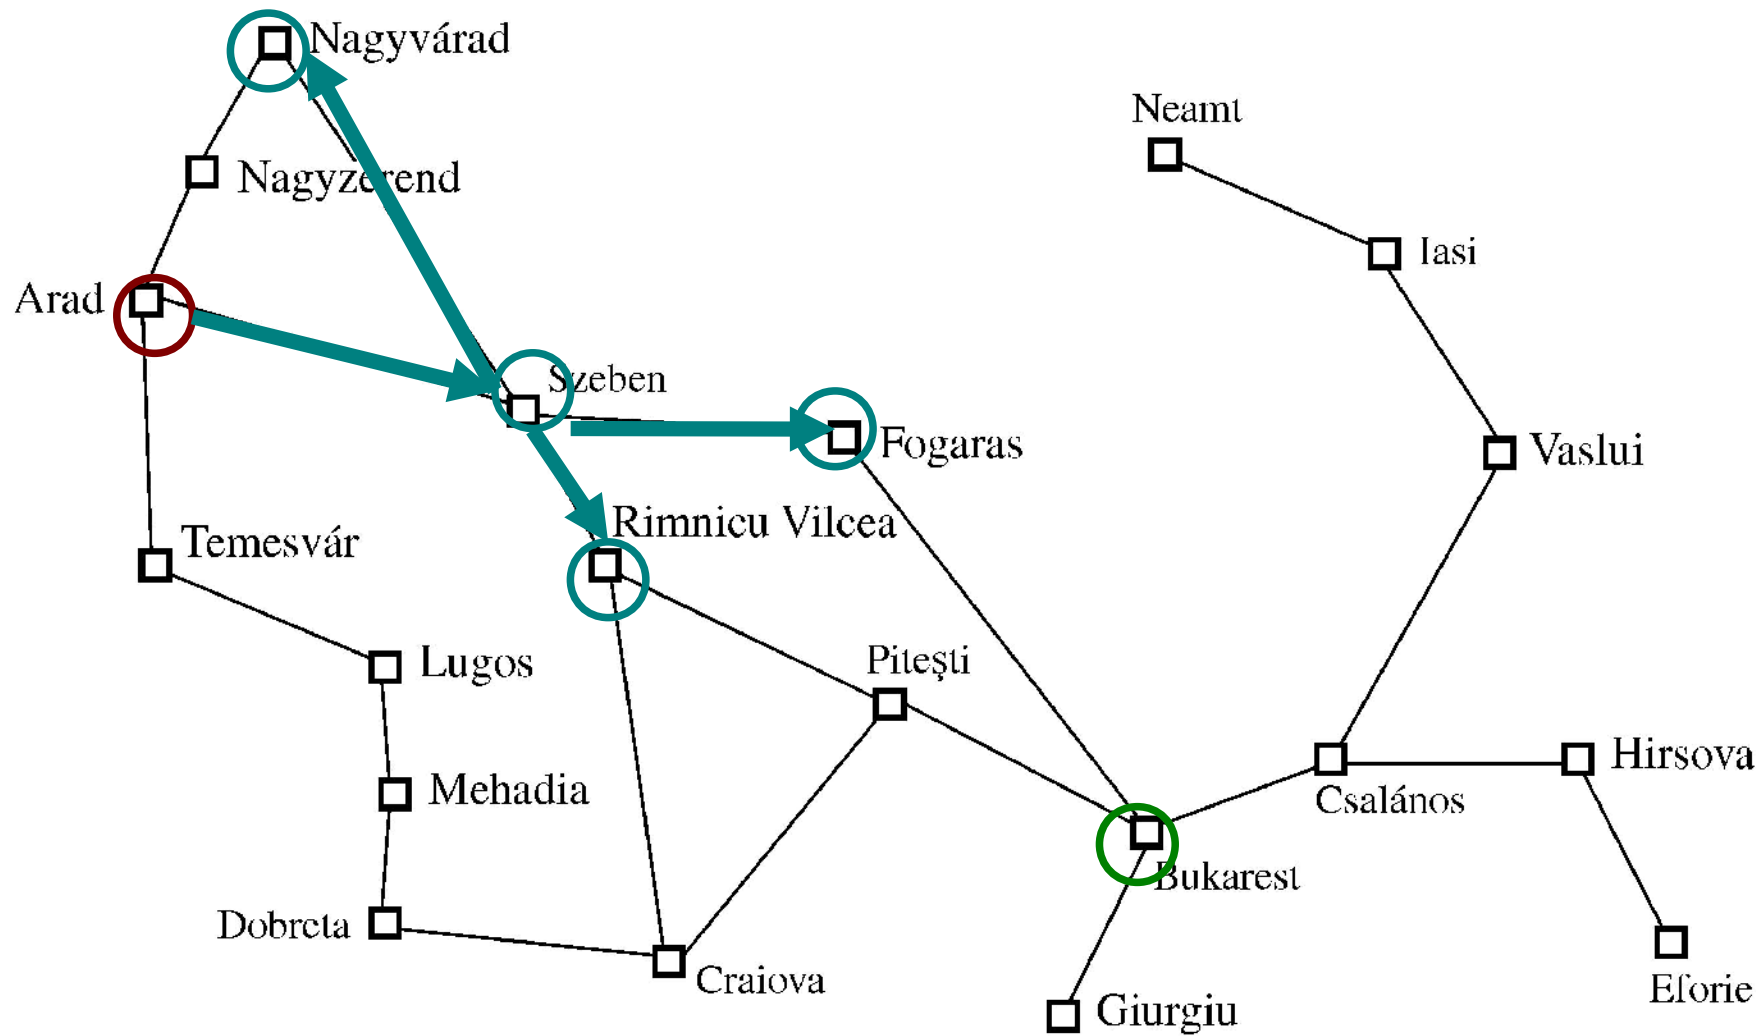 Nagyvárad
Neamt
Nagyzerend
Iasi
Arad
Szeben
Fogaras
Vaslui
Rimnicu Vilcea
Temesvár
Lugos
Piteşti
Hirsova
Mehadia
Csalános
Bukarest
Dobreta
Craiova
Eforie
Giurgiu